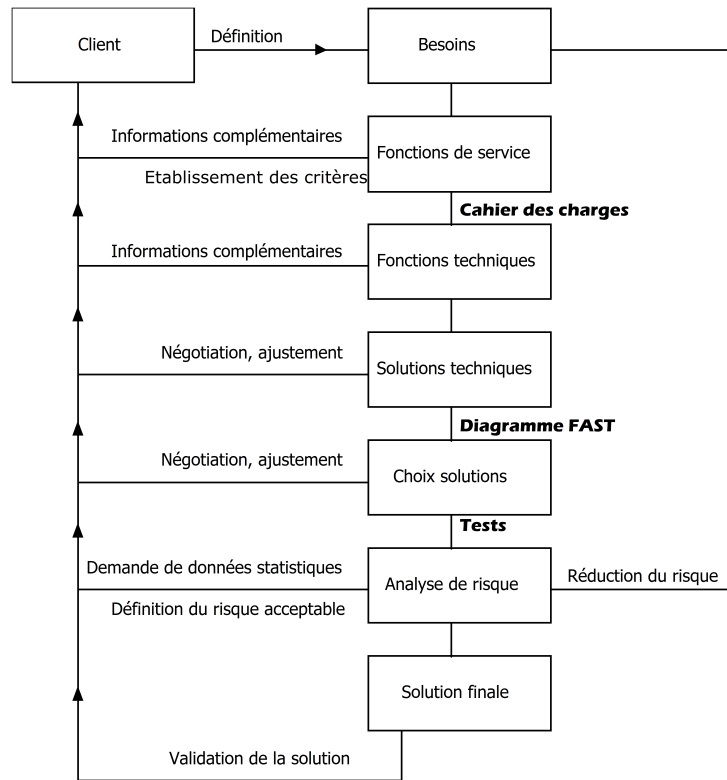 Client
Définition
Besoins
Informations complémentaires
Fonctions de service
Etablissement des critères
Cahier des charges
Informations complémentaires
Fonctions techniques
Négotiation, ajustement
Solutions techniques
Diagramme FAST
Négotiation, ajustement
Choix solutions
Tests
Demande de données statistiques
Analyse de risque
Réduction du risque
Définition du risque acceptable
Solution finale
Validation de la solution